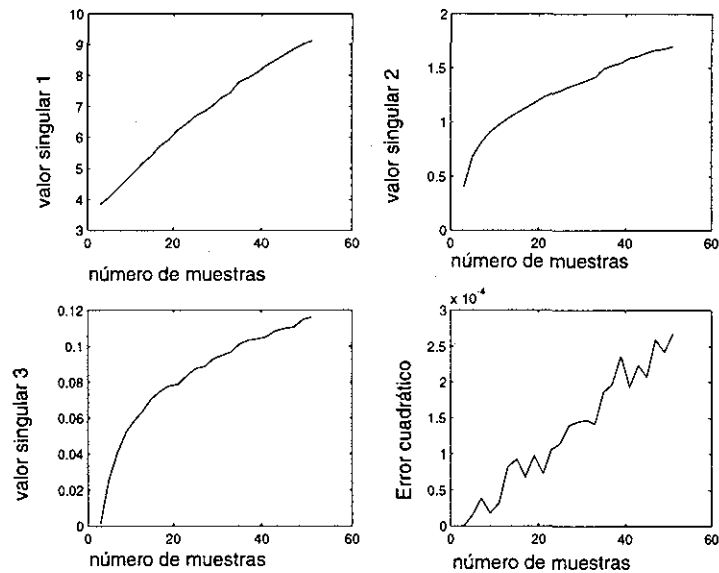 valor singular 1
10
9
8
7
6
5
4
3
0 20 40 60
número de muestras
valor singular 2
2
1.5
1
0.5
0
0 20 40 60
número de muestras
valor singular 3
0.12
0.1
0.08
0.06
0.04
0.02
0
0 20 40 60
número de muestras
x 10⁻⁴
Error cuadrático
3
2.5
2
1.5
1
0.5
0
0 20 40 60
número de muestras